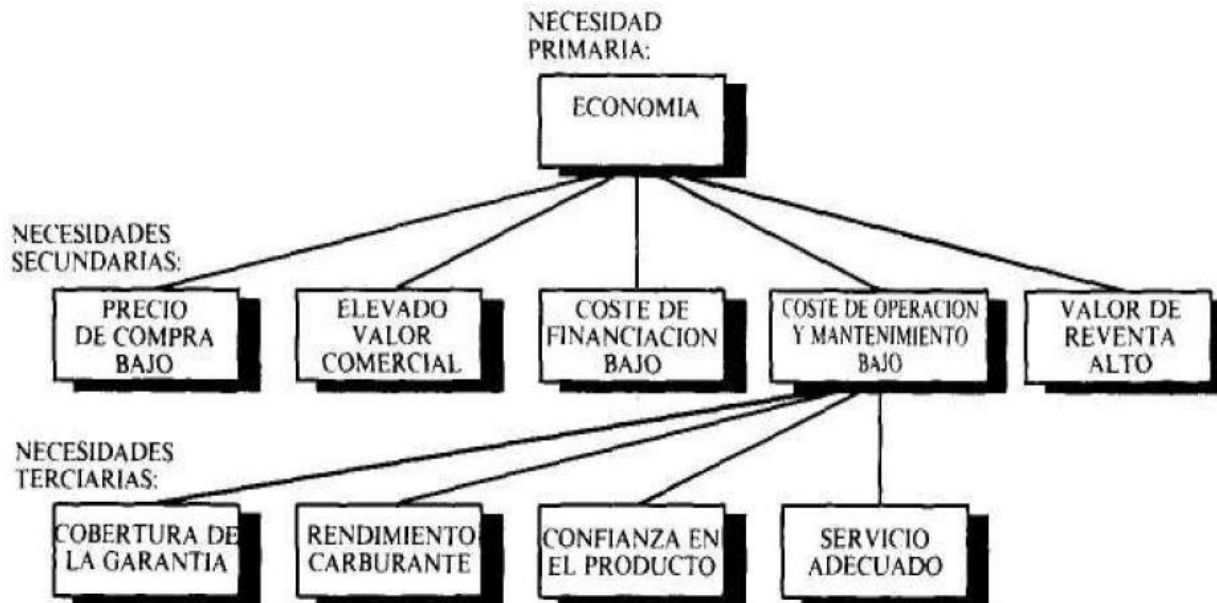 NECESIDAD
PRIMARIA:
ECONOMIA
NECESIDADES
SECUNDARIAS:
PRECIO
DE COMPRA
BAJO
ELEVADO
VALOR
COMERCIAL
COSTE DE
FINANCIACION
BAJO
COSTE DE OPERACION
Y MANTENIMIENTO
BAJO
VALOR DE
REVENTA
ALTO
NECESIDADES
TERCIARIAS:
COBERTURA DE
LA GARANTIA
RENDIMIENTO
CARBURANTE
CONFIANZA EN
EL PRODUCTO
SERVICIO
ADECUADO